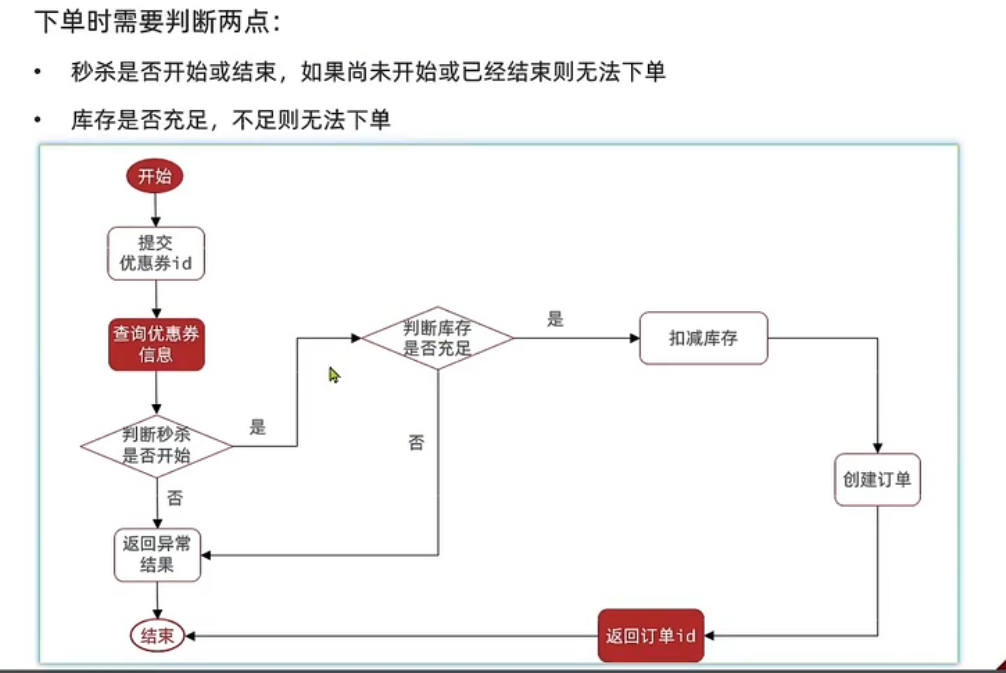 下单时需要判断两点：
• 秒杀是否开始或结束，如果尚未开始或已经结束则无法下单
• 库存是否充足，不足则无法下单
开始
提交
优惠券id
查询优惠券
信息
判断秒杀
是否开始
是
否
返回异常
结果
结束
判断库存
是否充足
是
否
扣减库存
创建订单
返回订单id